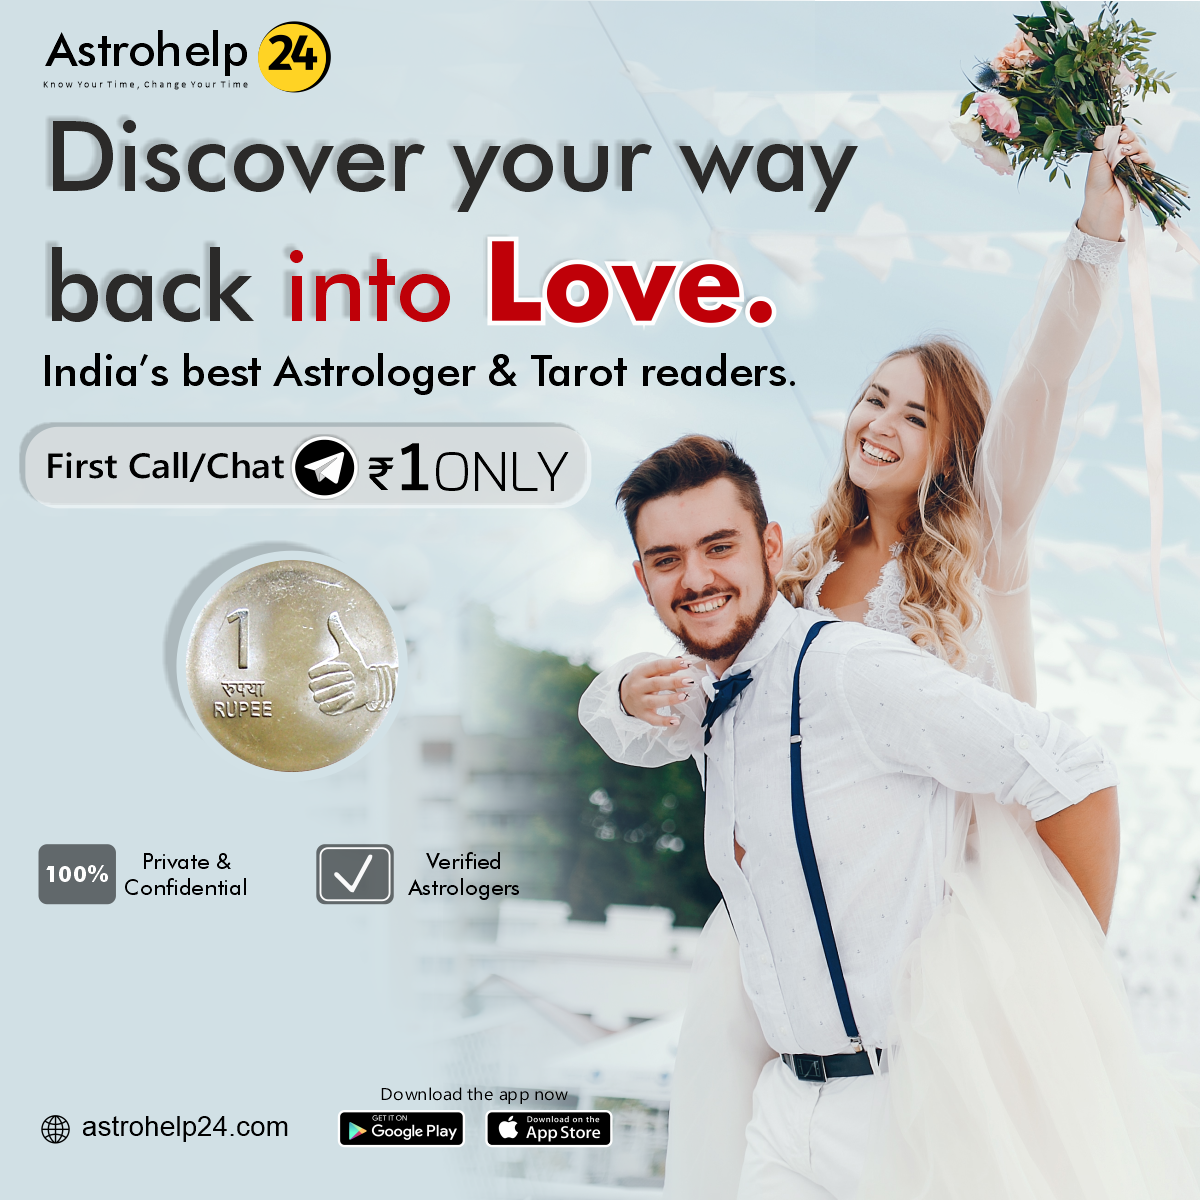 Astrohelp 24
Know Your Time, Change Your Time
Discover your way
back into Love.
India's best Astrologer & Tarot readers.
First Call/Chat ₹1 ONLY
1
रुपया
RUPEE
100%
Private &
Confidential
Verified
Astrologers
Download the app now
astrohelp24.com
GET IT ON
Google Play
Download on the
App Store